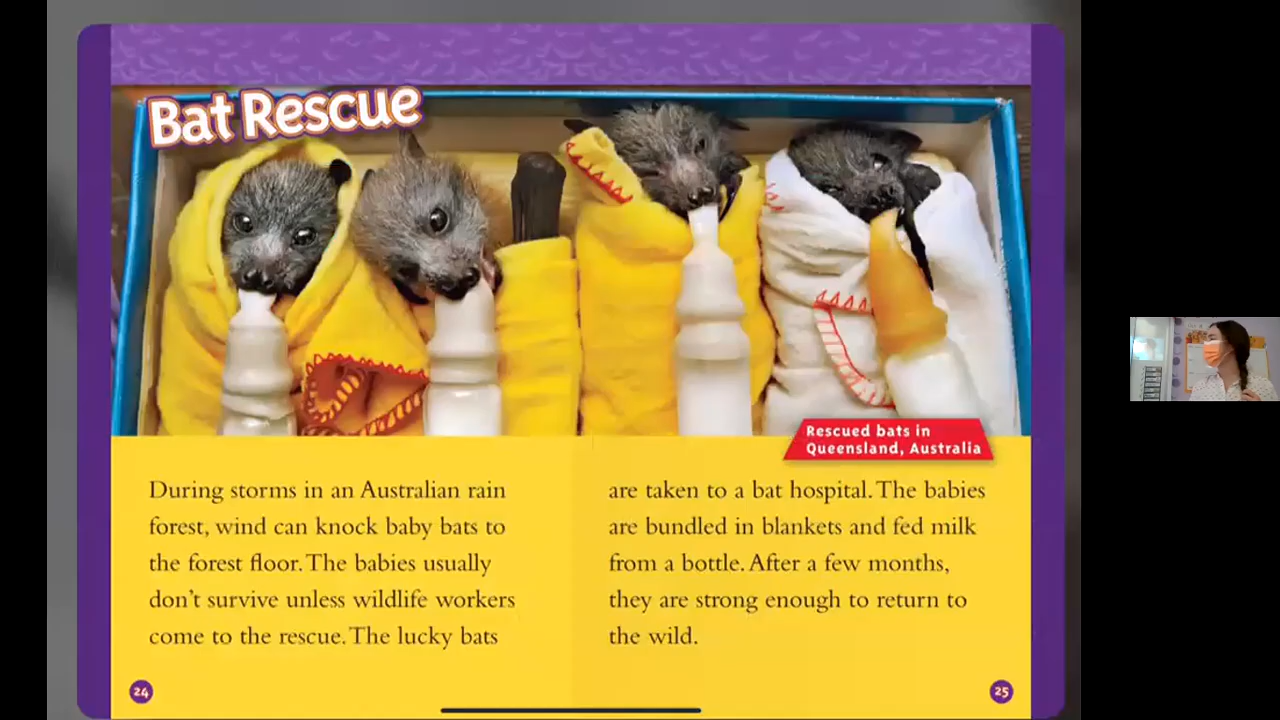 Bat Rescue
Rescued bats in
Queensland, Australia
During storms in an Australian rain
forest, wind can knock baby bats to
the forest floor. The babies usually
don't survive unless wildlife workers
come to the rescue. The lucky bats
are taken to a bat hospital. The babies
are bundled in blankets and fed milk
from a bottle. After a few months,
they are strong enough to return to
the wild.
24
25